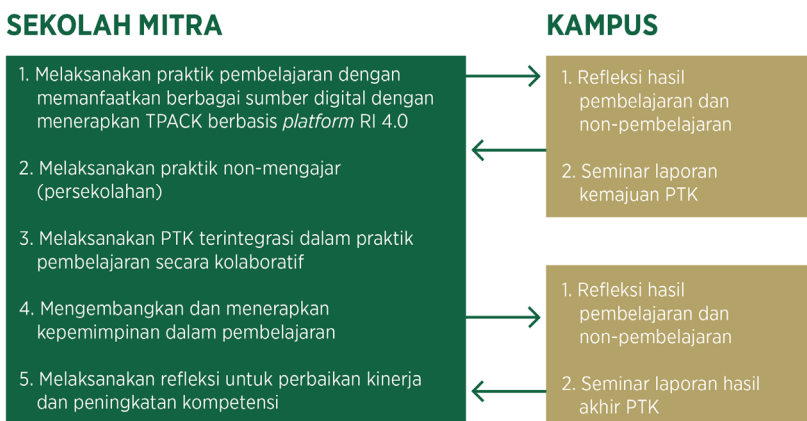 SEKOLAH MITRA
1. Melaksanakan praktik pembelajaran dengan
memanfaatkan berbagai sumber digital dengan
menerapkan TPACK berbasis platform RI 4.0
2. Melaksanakan praktik non-mengajar
(persekolahan)
3. Melaksanakan PTK terintegrasi dalam praktik
pembelajaran secara kolaboratif
4. Mengembangkan dan menerapkan
kepemimpinan dalam pembelajaran
5. Melaksanakan refleksi untuk perbaikan kinerja
dan peningkatan kompetensi
KAMPUS
1. Refleksi hasil
pembelajaran dan
non-pembelajaran
2. Seminar laporan
kemajuan PTK
1. Refleksi hasil
pembelajaran dan
non-pembelajaran
2. Seminar laporan hasil
akhir PTK